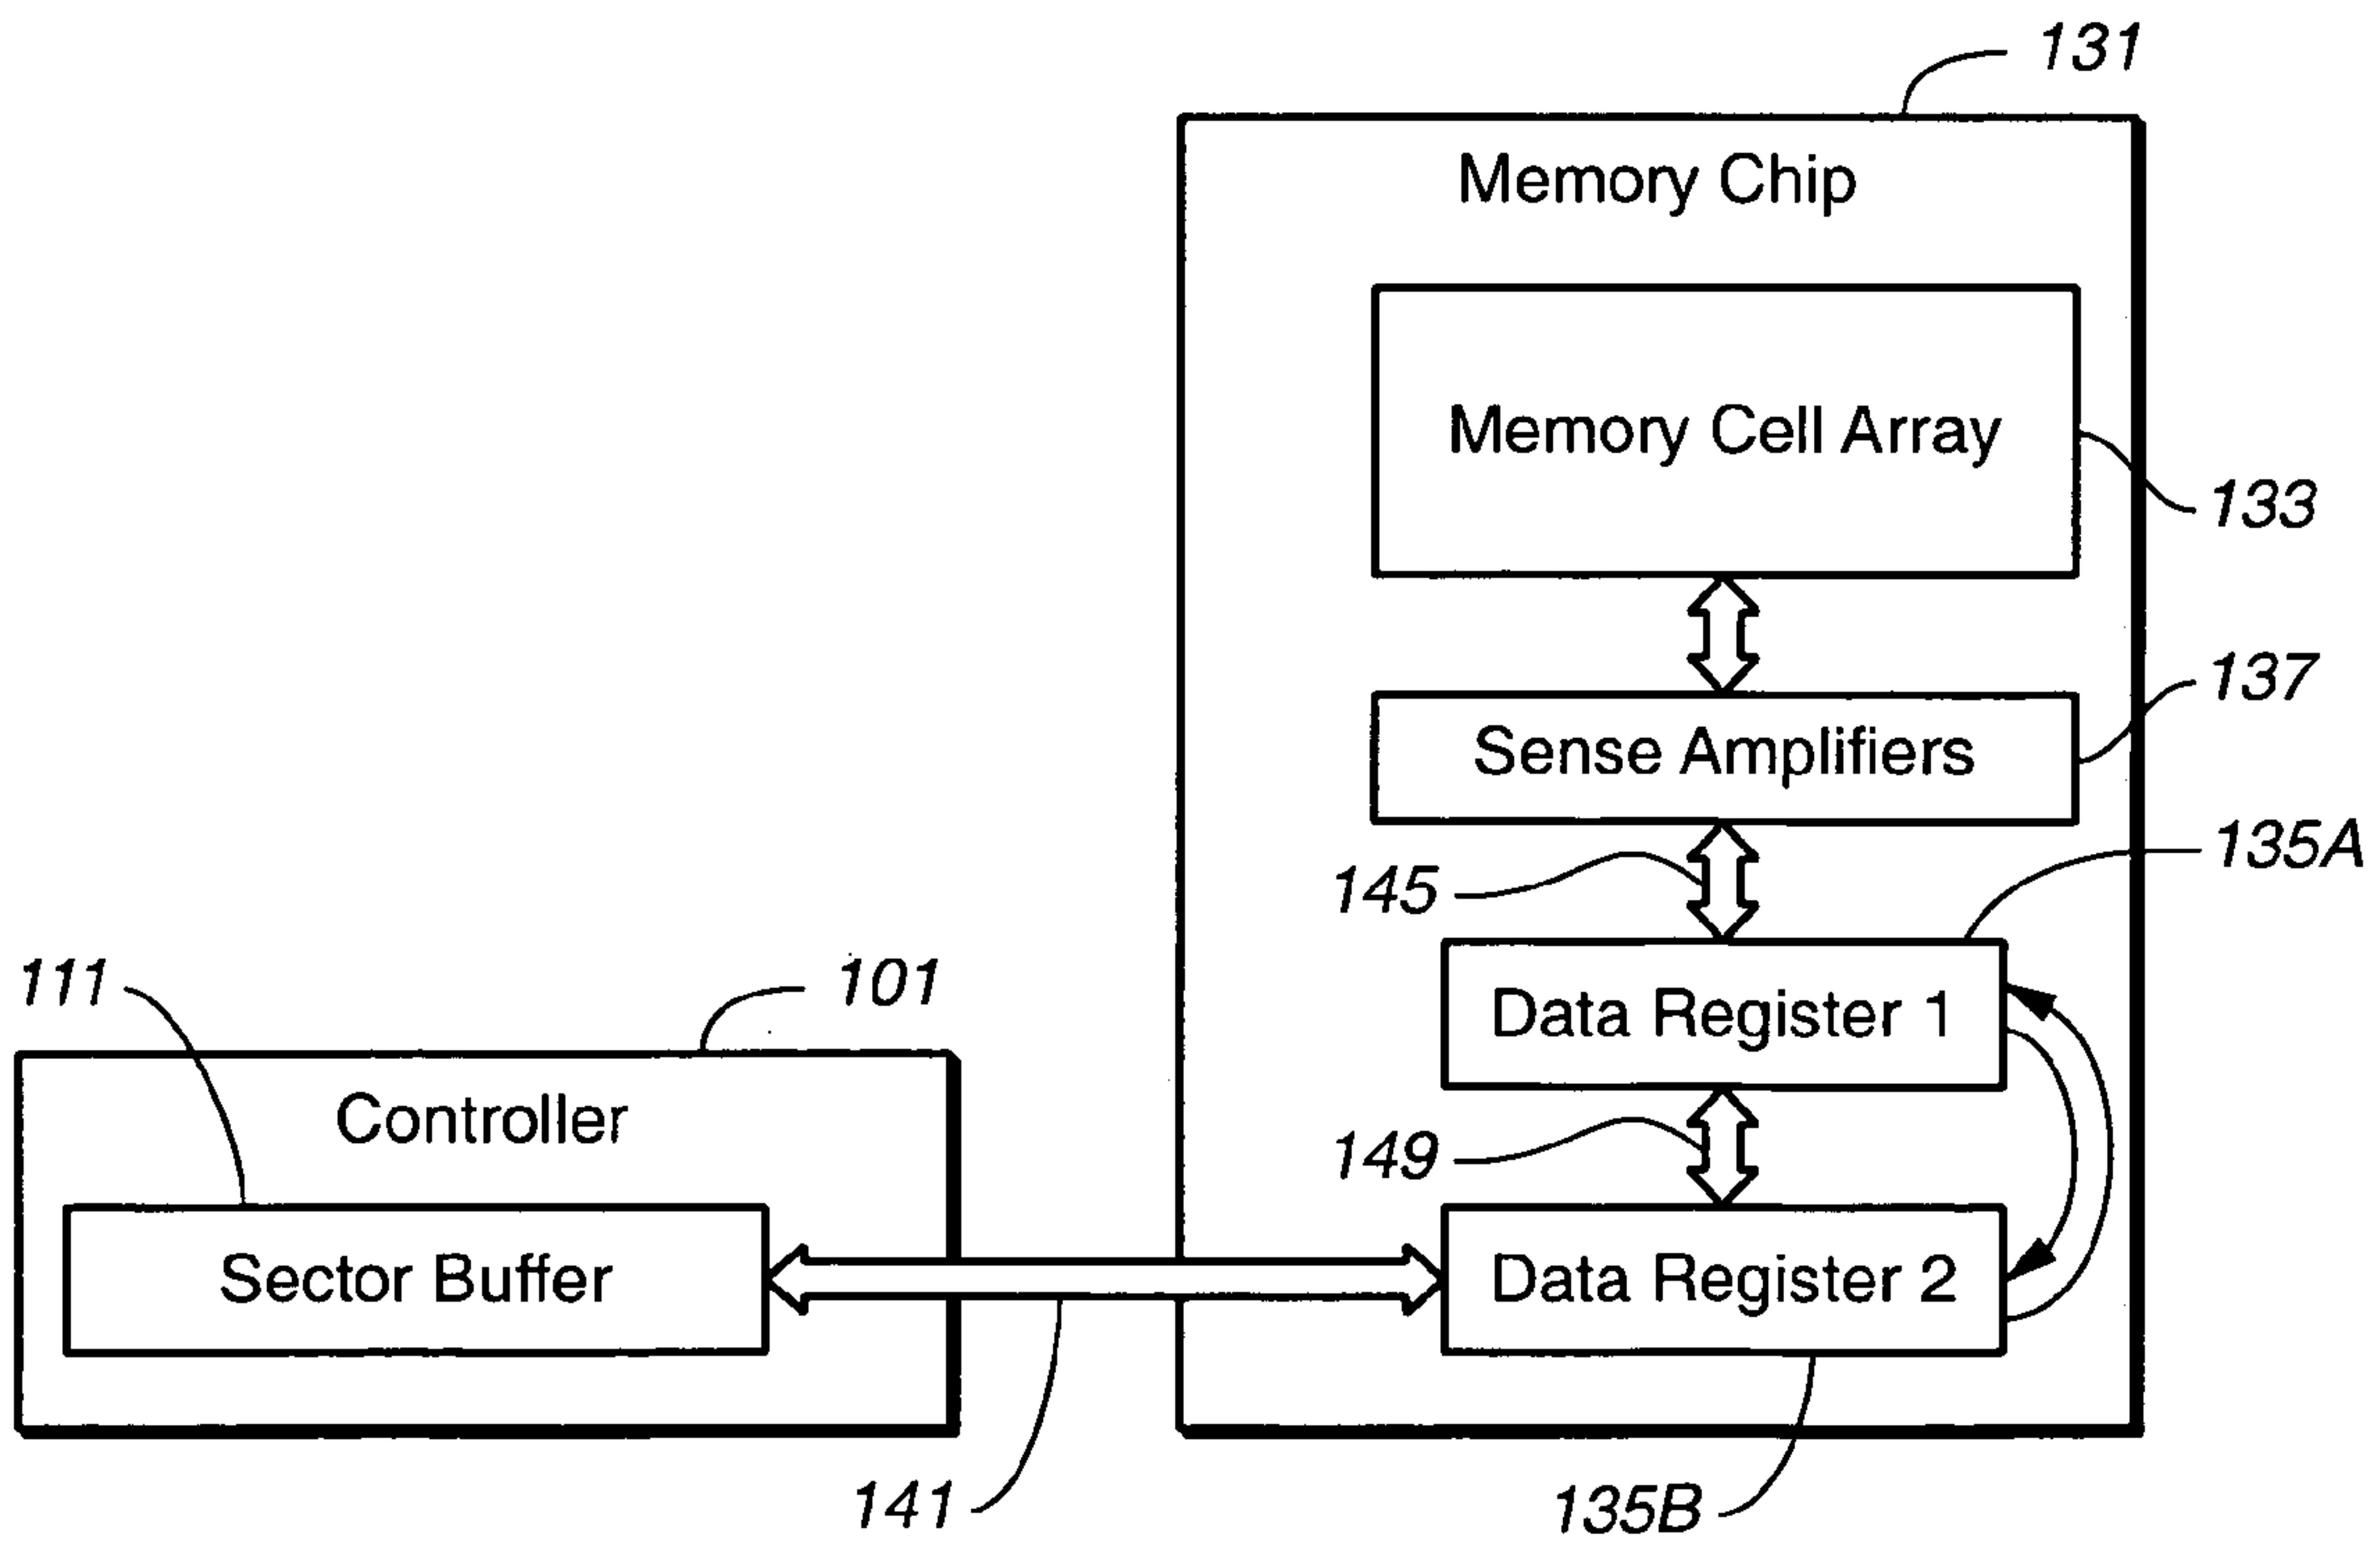 131
Memory Chip
Memory Cell Array
133
137
Sense Amplifiers
135A
145
111
101
Data Register 1
Controller
149
Sector Buffer
Data Register 2
141
135B